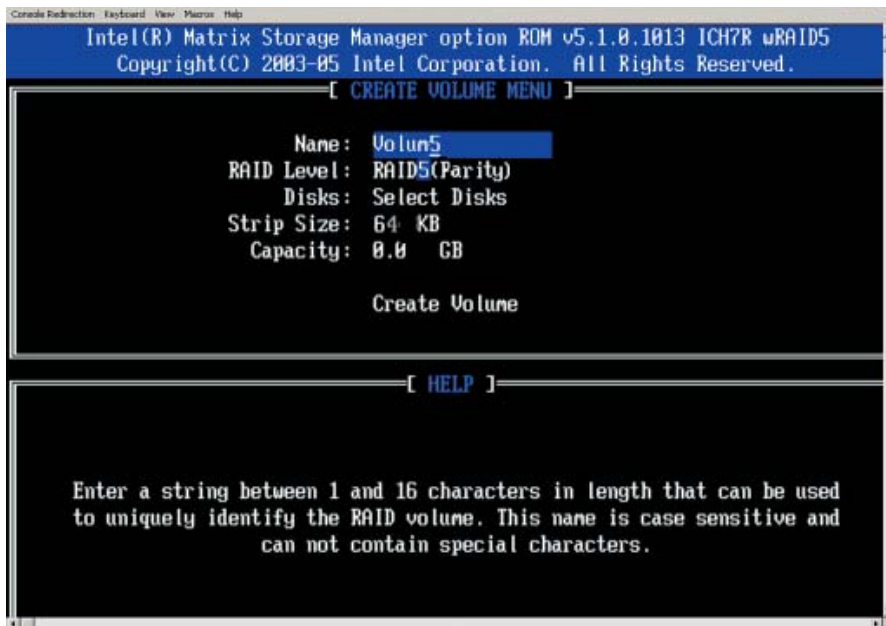 Console Redirection Keyboard View Macros Help
Intel(R) Matrix Storage Manager option ROM v5.1.0.1013 ICH7R wRAID5
Copyright(C) 2003-05 Intel Corporation. All Rights Reserved.
[ CREATE VOLUME MENU ]
Name: Volum5
RAID Level: RAID5(Parity)
Disks: Select Disks
Strip Size: 64 KB
Capacity: 0.0 GB
Create Volume
[ HELP ]
Enter a string between 1 and 16 characters in length that can be used
to uniquely identify the RAID volume. This name is case sensitive and
can not contain special characters.